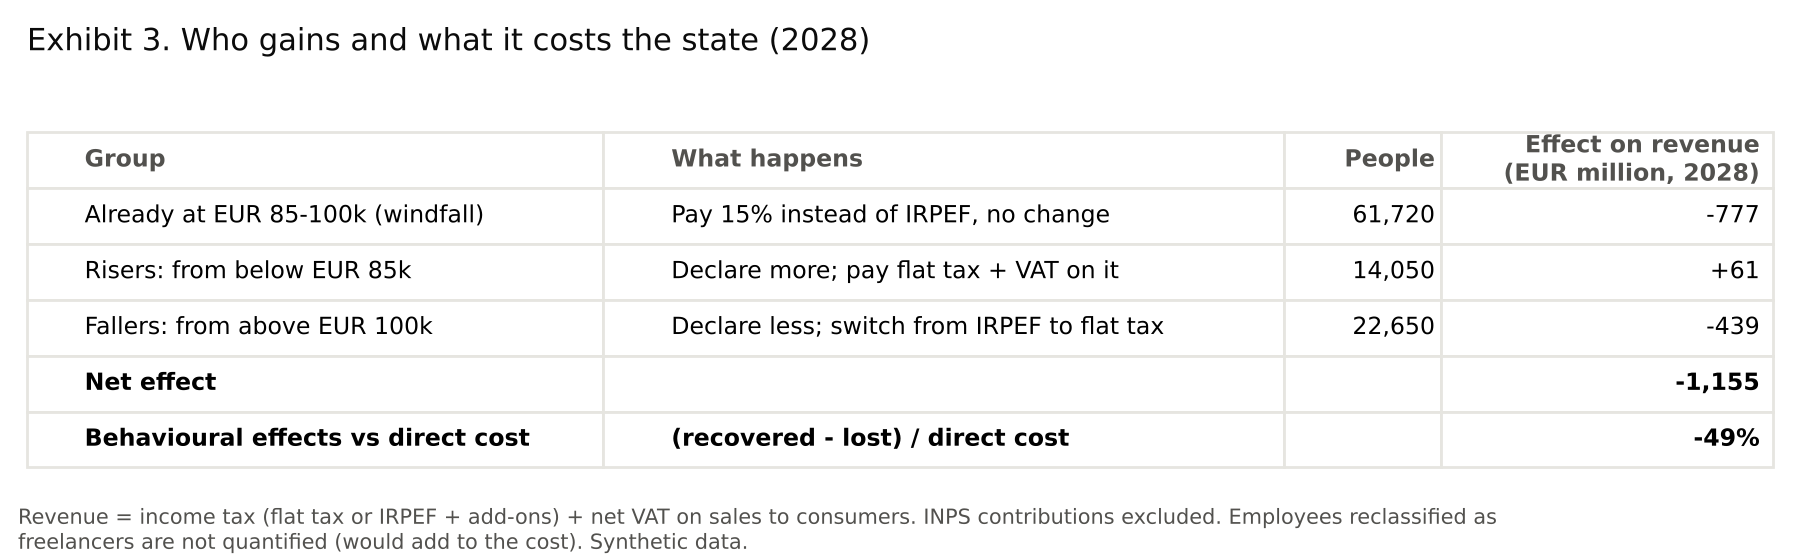 Exhibit 3. Who gains and what it costs the state (2028)
Group What happens People Effect on revenue
(EUR million, 2028)
Already at EUR 85-100k (windfall) Pay 15% instead of IRPEF, no change 61,720 -777
Risers: from below EUR 85k Declare more; pay flat tax + VAT on it 14,050 +61
Fallers: from above EUR 100k Declare less; switch from IRPEF to flat tax 22,650 -439
Net effect -1,155
Behavioural effects vs direct cost (recovered - lost) / direct cost -49%
Revenue = income tax (flat tax or IRPEF + add-ons) + net VAT on sales to consumers. INPS contributions excluded. Employees reclassified as
freelancers are not quantified (would add to the cost). Synthetic data.